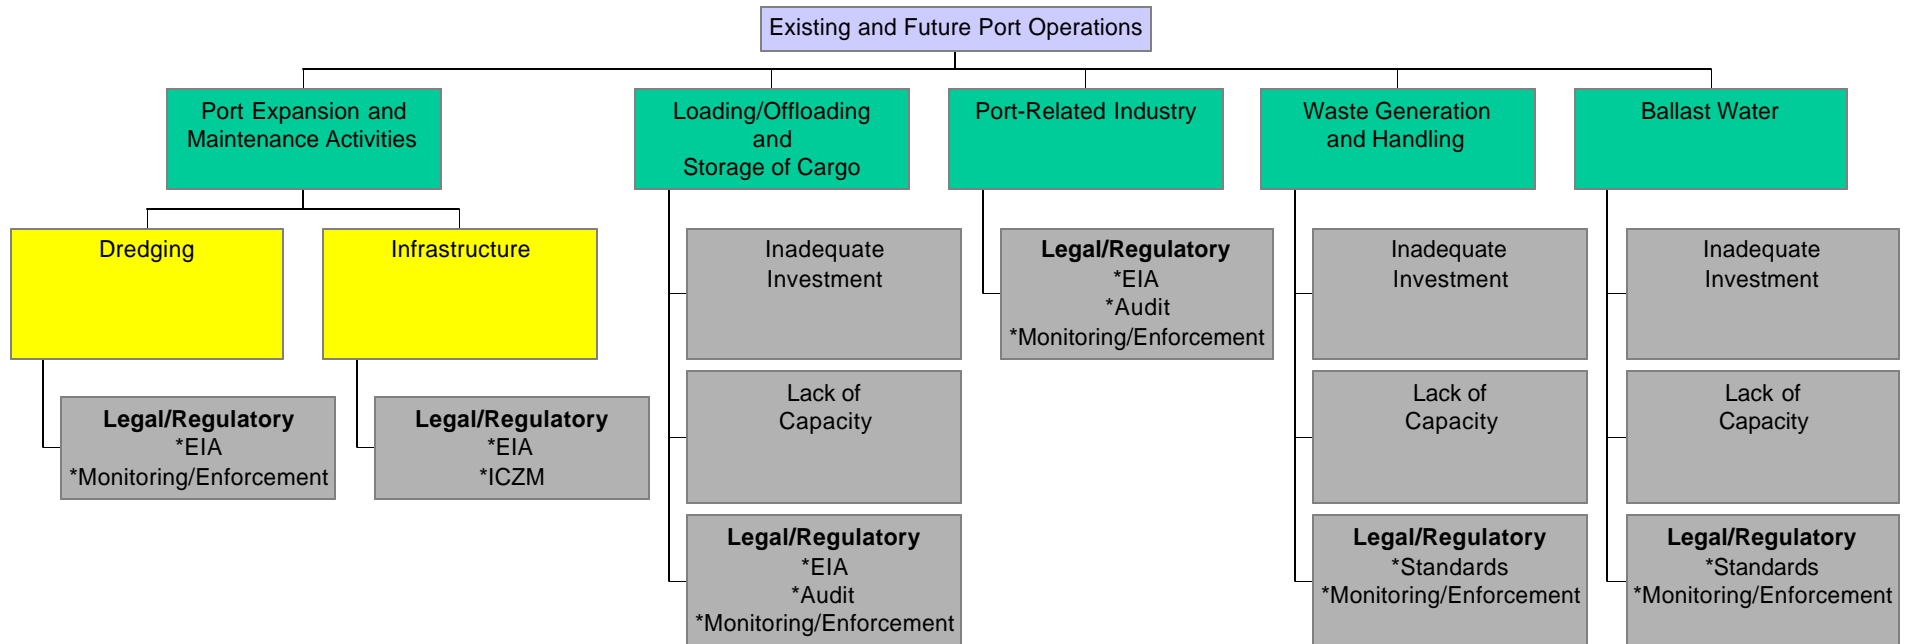 Existing and Future Port Operations
Port Expansion and
Maintenance Activities
Loading/Offloading
and
Storage of Cargo
Port-Related Industry
Waste Generation
and Handling
Ballast Water
Dredging
Infrastructure
Legal/Regulatory
*EIA
*Monitoring/Enforcement
Legal/Regulatory
*EIA
*ICZM
Inadequate
Investment
Lack of
Capacity
Legal/Regulatory
*EIA
*Audit
*Monitoring/Enforcement
Legal/Regulatory
*EIA
*Audit
*Monitoring/Enforcement
Inadequate
Investment
Lack of
Capacity
Legal/Regulatory
*Standards
*Monitoring/Enforcement
Inadequate
Investment
Lack of
Capacity
Legal/Regulatory
*Standards
*Monitoring/Enforcement